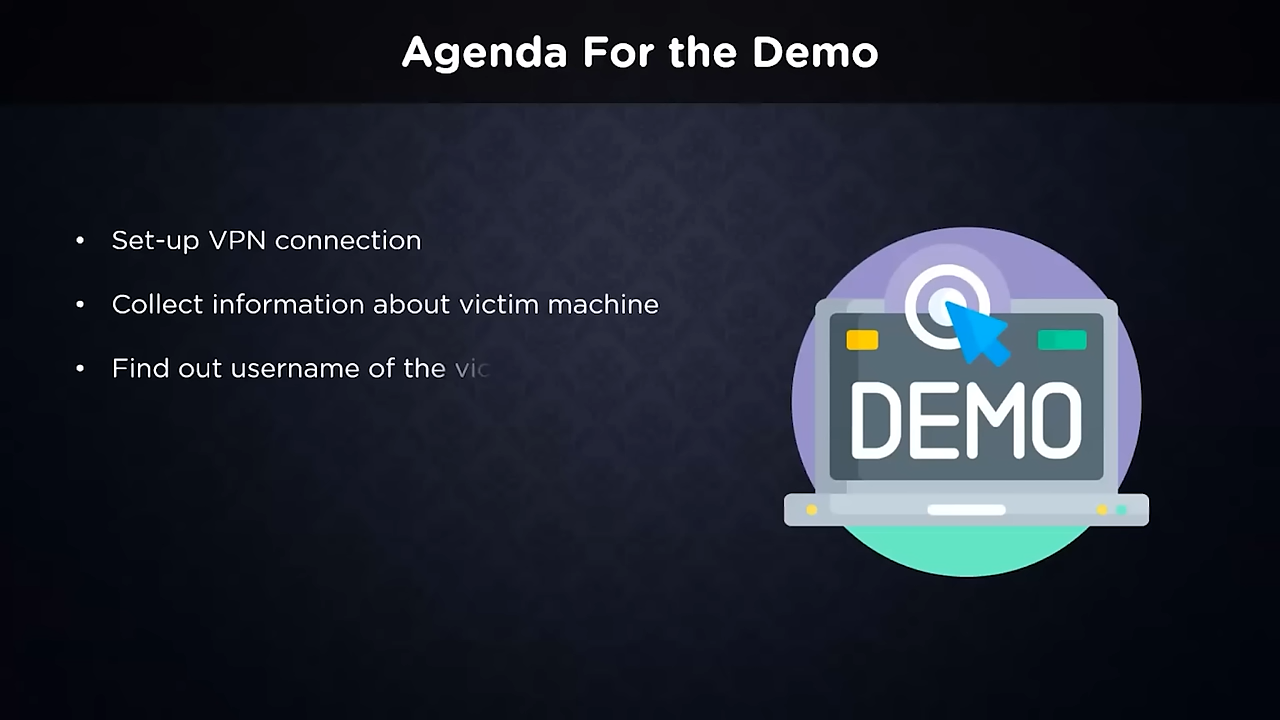 Agenda For the Demo
• Set-up VPN connection
• Collect information about victim machine
• Find out username of the
DEMO